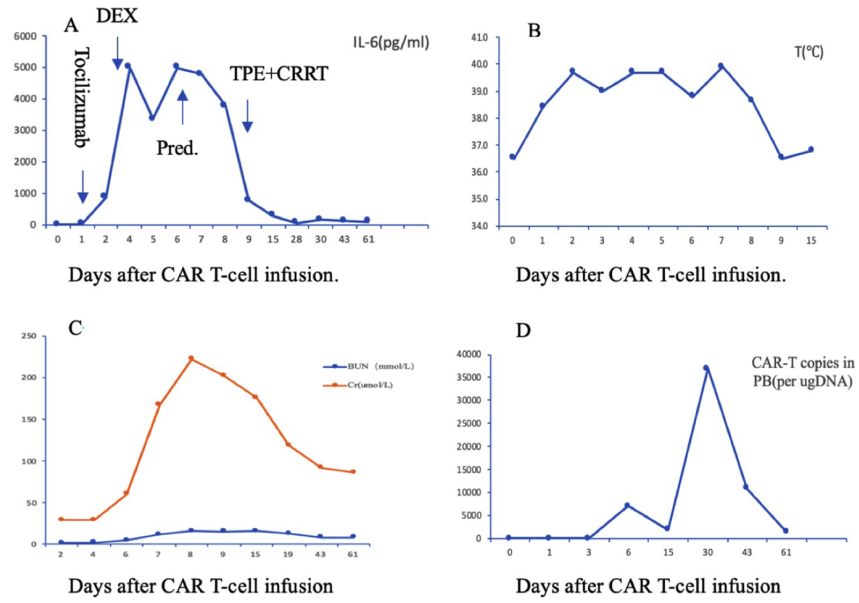 A
DEX
Tocilizumab
IL-6(pg/ml)
TPE+CRRT
Pred.
6000
5000
4000
3000
2000
1000
0
0 1 2 4 5 6 7 8 9 15 28 30 43 61
Days after CAR T-cell infusion.
B
T(°C)
41.0
40.0
39.0
38.0
37.0
36.0
35.0
34.0
0 1 2 3 4 5 6 7 8 9 15
Days after CAR T-cell infusion.
C
BUN (mmol/L)
Cr(umol/L)
250
200
150
100
50
0
2 4 6 7 8 9 15 19 43 61
Days after CAR T-cell infusion
D
CAR-T copies in
PB(per ugDNA)
40000
35000
30000
25000
20000
15000
10000
5000
0
0 1 3 6 15 30 43 61
Days after CAR T-cell infusion